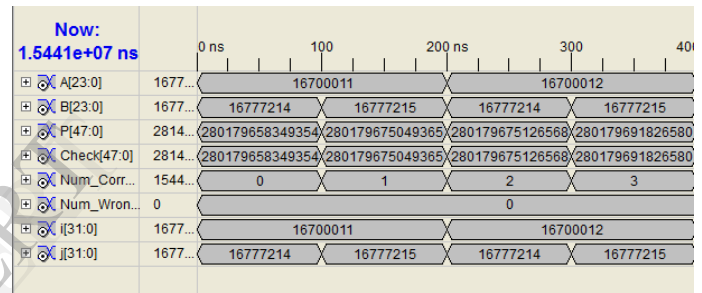 Now:
1.5441e+07 ns
0 ns 100 200 ns 300 40
A[23:0] 1677... 16700011 16700012
B[23:0] 1677... 16777214 16777215 16777214 16777215
P[47:0] 2814... 280179658349354 280179675049365 280179675126568 280179691826580
Check[47:0] 2814... 280179658349354 280179675049365 280179675126568 280179691826580
Num_Corr... 1544... 0 1 2 3
Num_Wron... 0 0
i[31:0] 1677... 16700011 16700012
j[31:0] 1677... 16777214 16777215 16777214 16777215